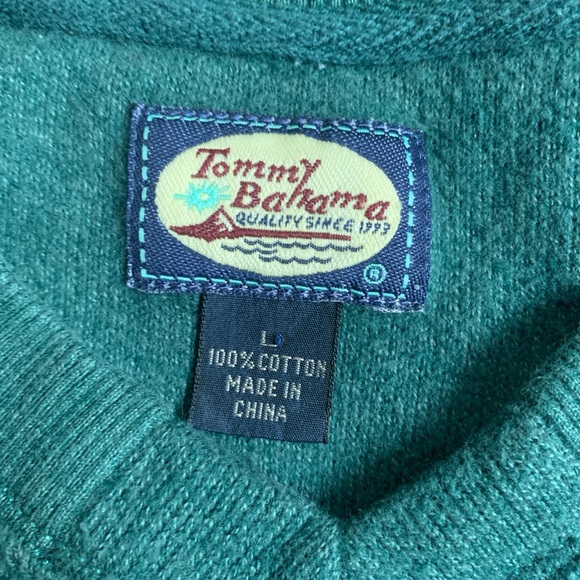 Tommy
Bahama
QUALITY SINCE 1993
®
L
100% COTTON
MADE IN
CHINA